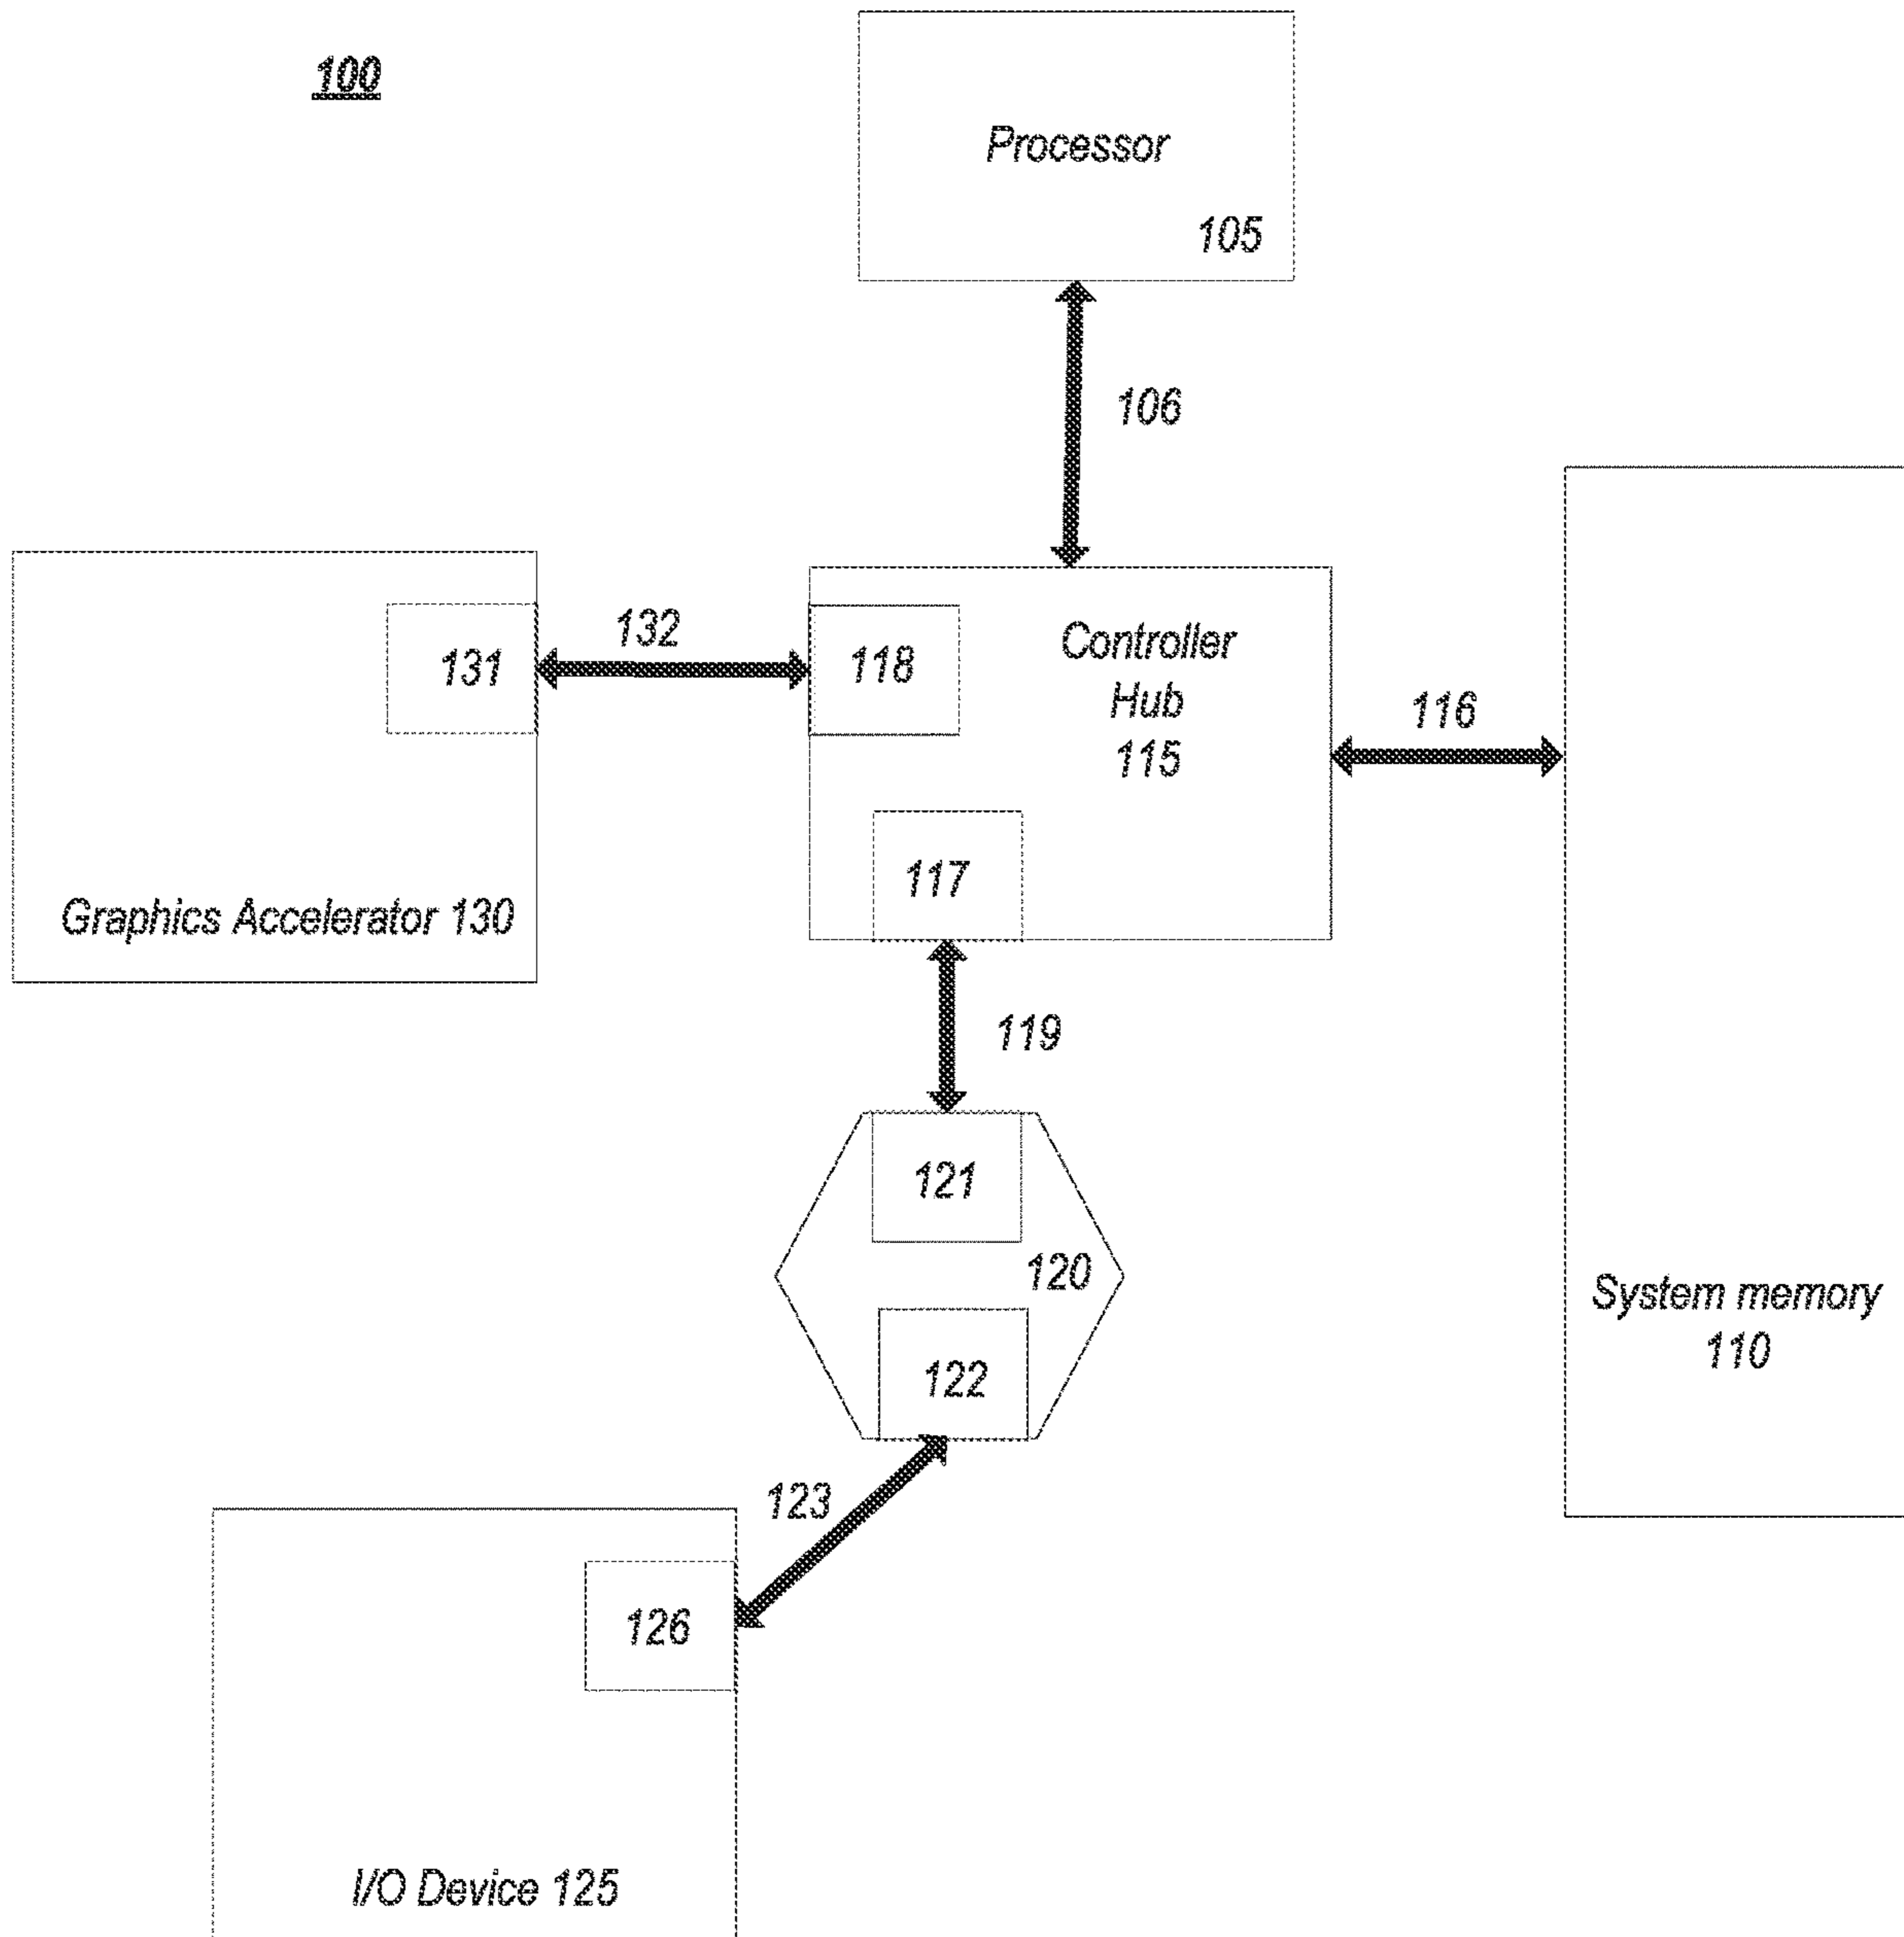 100
Processor
105
106
131
132
118
Controller
Hub
115
116
117
Graphics Accelerator 130
119
121
120
System memory
110
122
123
126
I/O Device 125